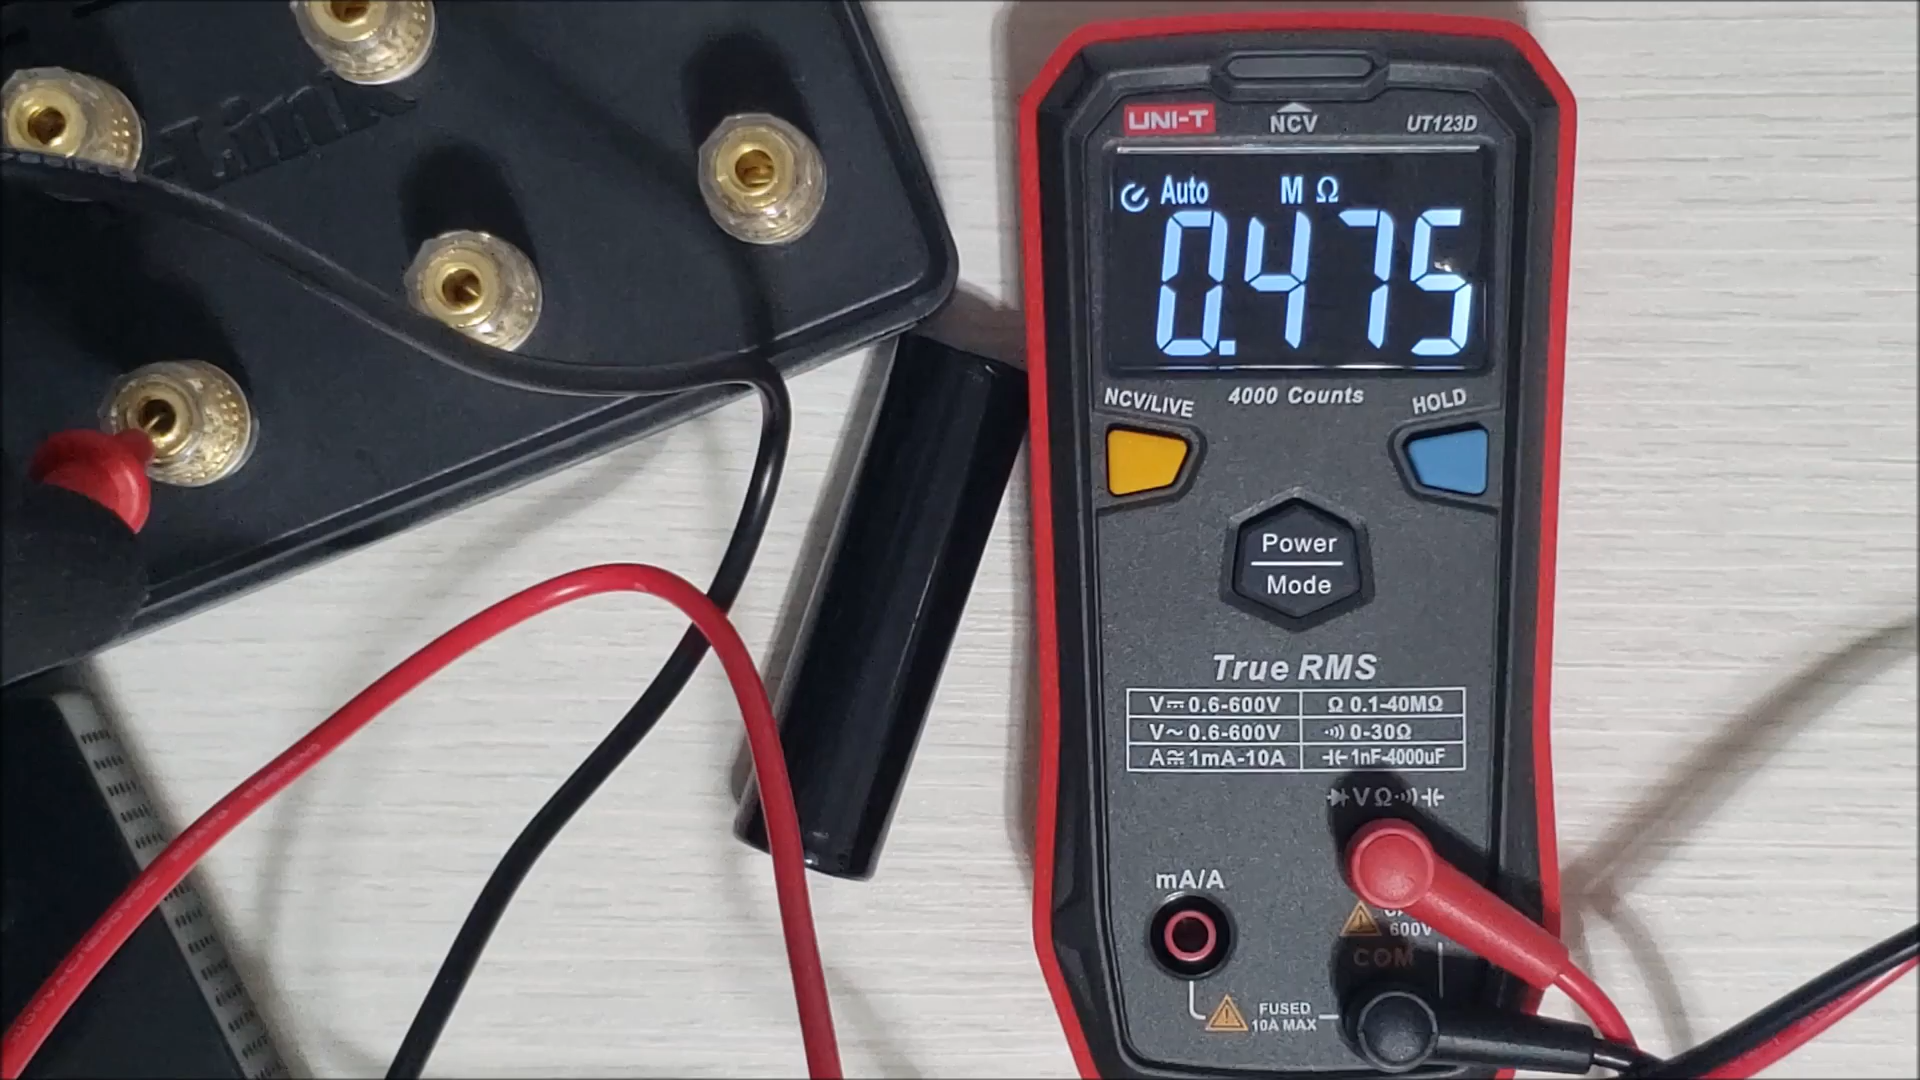 -Link
UNI-T
NCV
UT123D
Auto
M Ω
0.475
NCV/LIVE
4000 Counts
HOLD
Power
Mode
True RMS
V⎓0.6-600V
Ω 0.1-40MΩ
V~0.6-600V
0-30Ω
A 1mA-10A
1nF-4000uF
V Ω
mA/A
600V
COM
FUSED
10A MAX